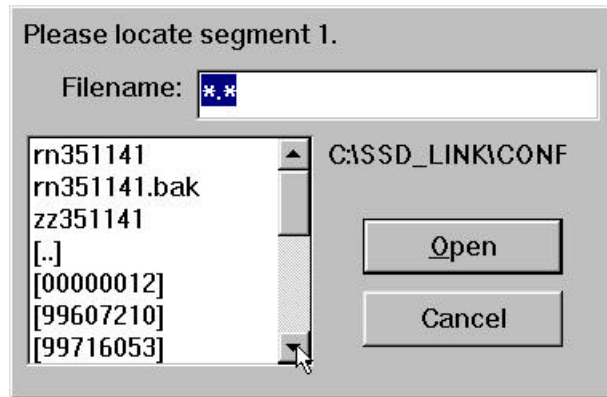 Please locate segment 1.
Filename: *.*
rn351141
rn351141.bak
zz351141
[..]
[00000012]
[99607210]
[99716053]
C:\SSD_LINK\CONF
Open
Cancel